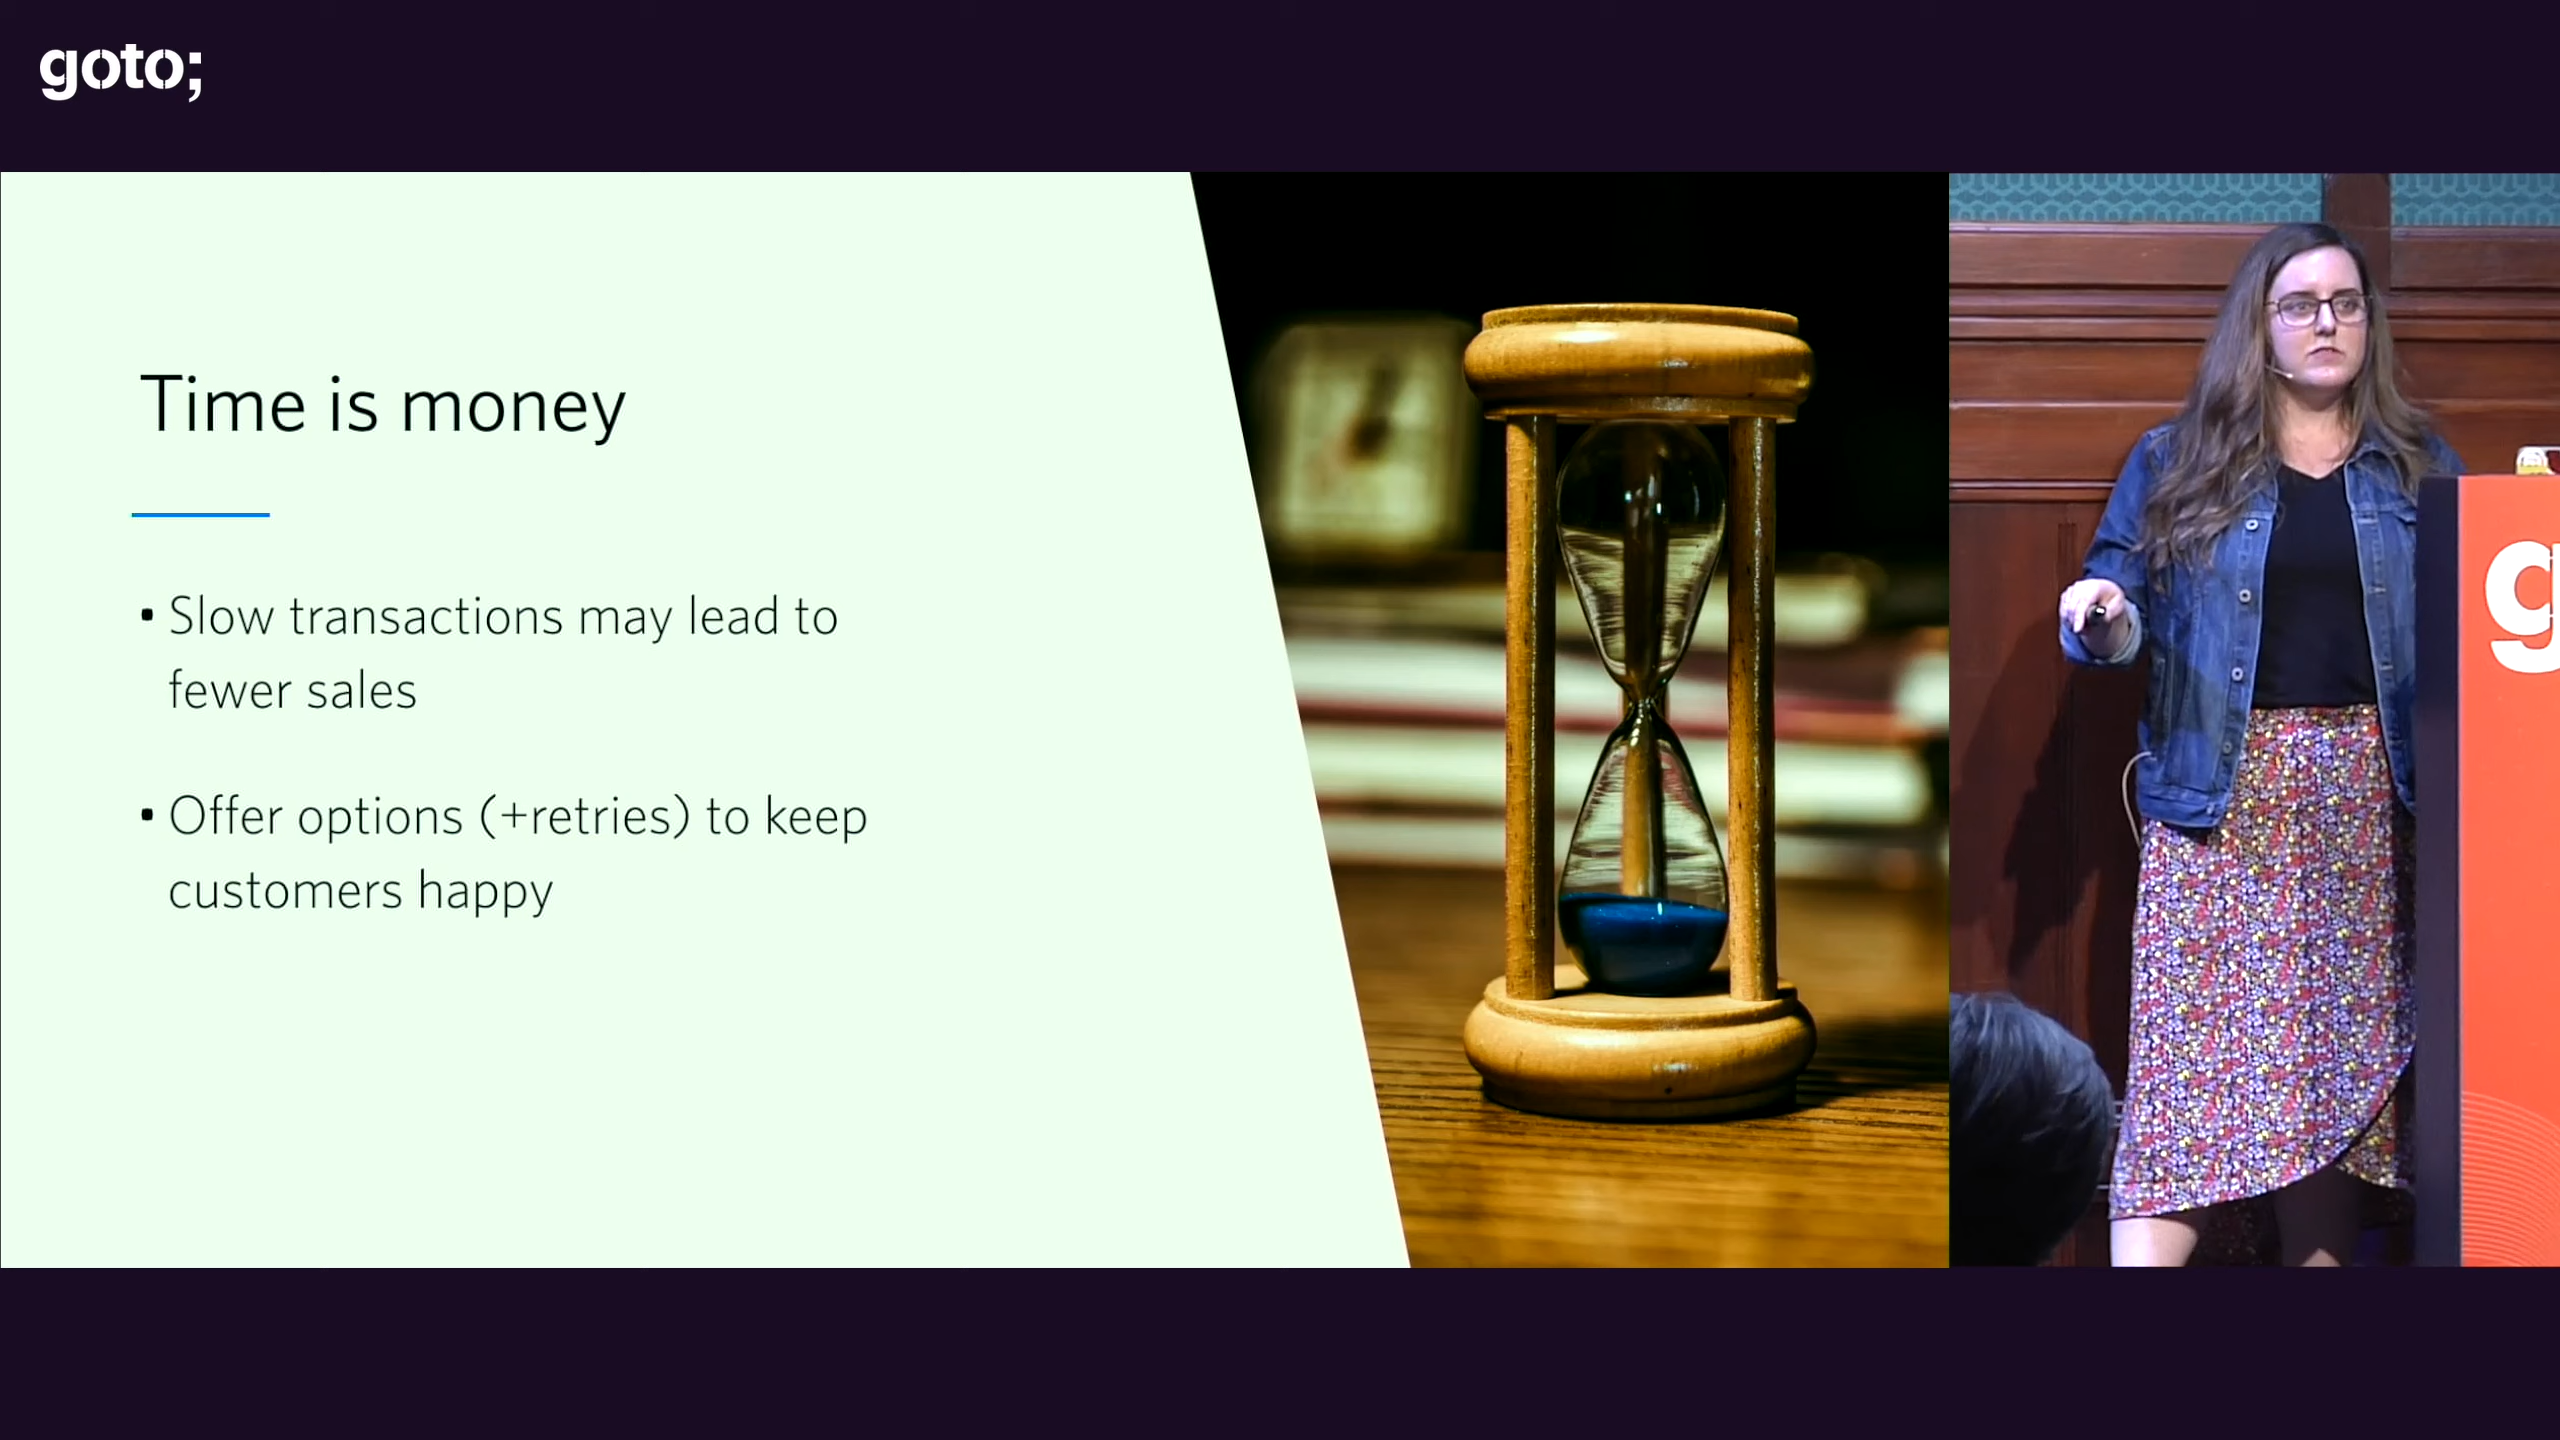 goto;
Time is money
• Slow transactions may lead to
fewer sales
• Offer options (+retries) to keep
customers happy
g